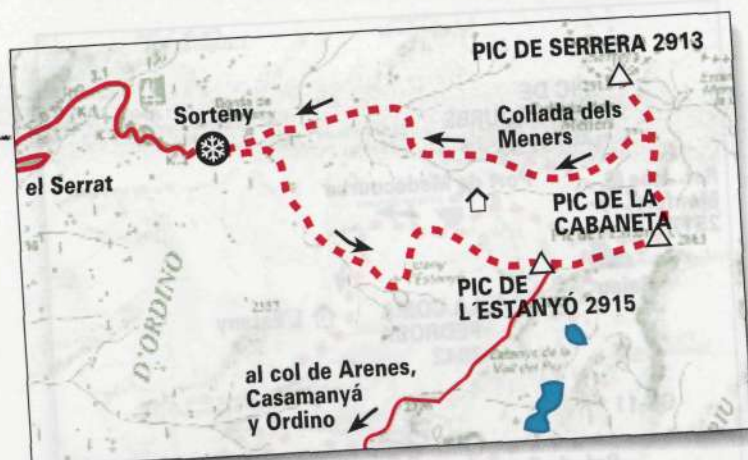 PIC DE SERRERA 2913
Sorteny
Collada dels
Meners
el Serrat
PIC DE LA
CABANETA
PIC DE
L´ESTANYÓ 2915
D'ORDINO
al col de Arenes,
Casamanyá
y Ordino